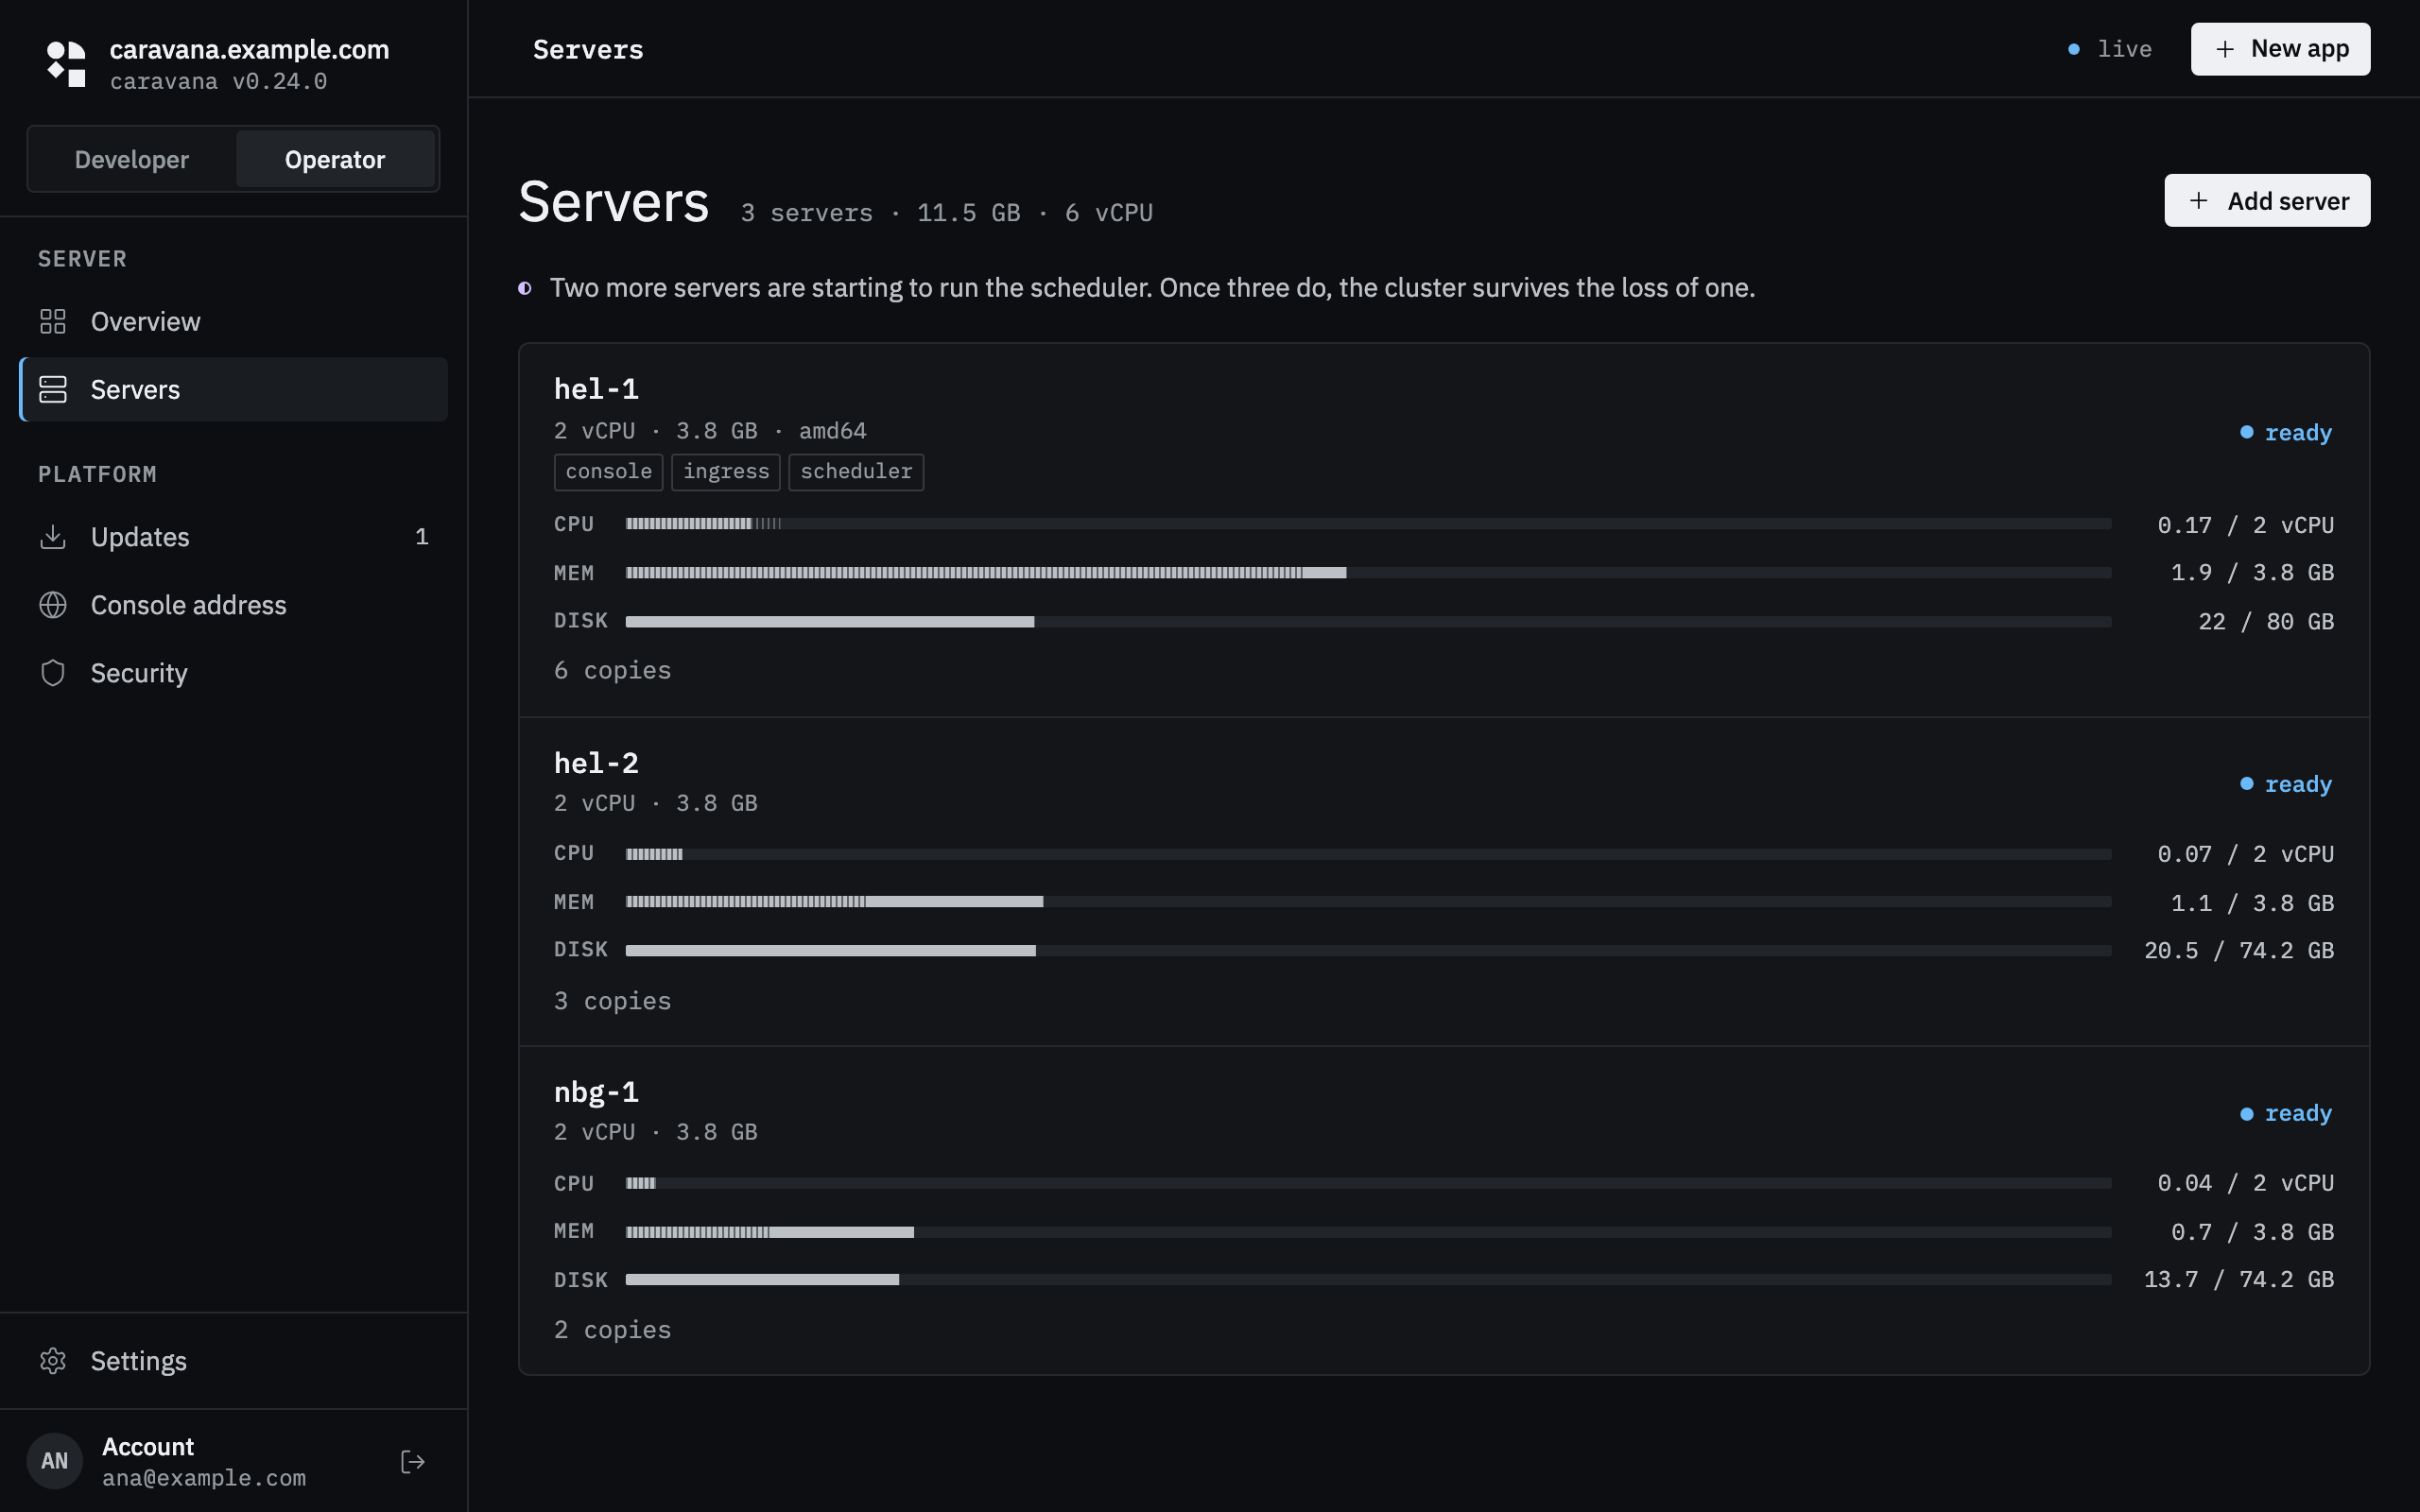 caravana.example.com
caravana v0.24.0
Developer
Operator
SERVER
Overview
Servers
PLATFORM
Updates 1
Console address
Security
Settings
AN
Account
ana@example.com
Servers
live
+ New app
Servers 3 servers · 11.5 GB · 6 vCPU
+ Add server
Two more servers are starting to run the scheduler. Once three do, the cluster survives the loss of one.
hel-1
2 vCPU · 3.8 GB · amd64
ready
console ingress scheduler
CPU 0.17 / 2 vCPU
MEM 1.9 / 3.8 GB
DISK 22 / 80 GB
6 copies
hel-2
2 vCPU · 3.8 GB
ready
CPU 0.07 / 2 vCPU
MEM 1.1 / 3.8 GB
DISK 20.5 / 74.2 GB
3 copies
nbg-1
2 vCPU · 3.8 GB
ready
CPU 0.04 / 2 vCPU
MEM 0.7 / 3.8 GB
DISK 13.7 / 74.2 GB
2 copies